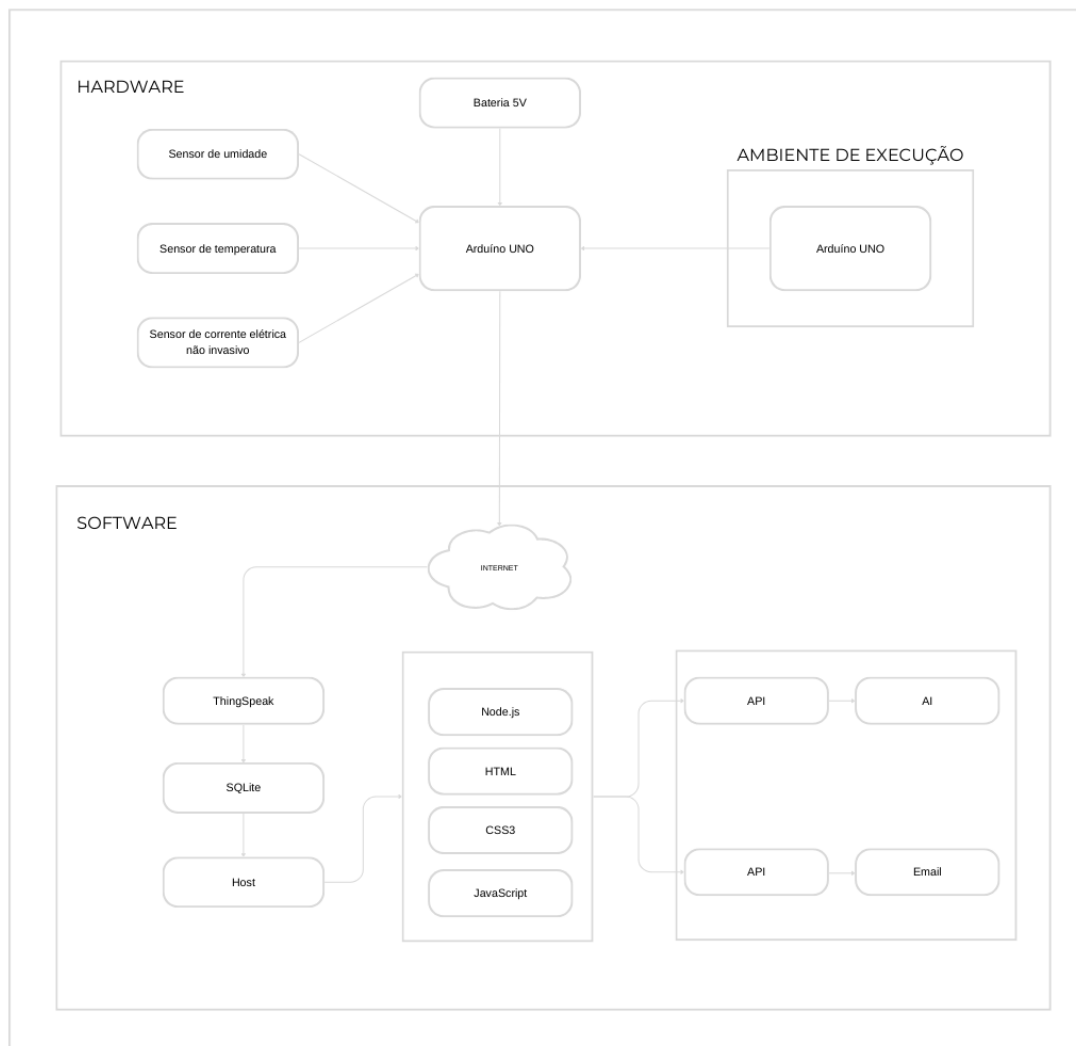 HARDWARE
Bateria 5V
Sensor de umidade
AMBIENTE DE EXECUÇÃO
Sensor de temperatura
Arduíno UNO
Arduíno UNO
Sensor de corrente elétrica
não invasivo
SOFTWARE
INTERNET
ThingSpeak
SQLite
Host
Node.js
HTML
CSS3
JavaScript
API
AI
API
Email